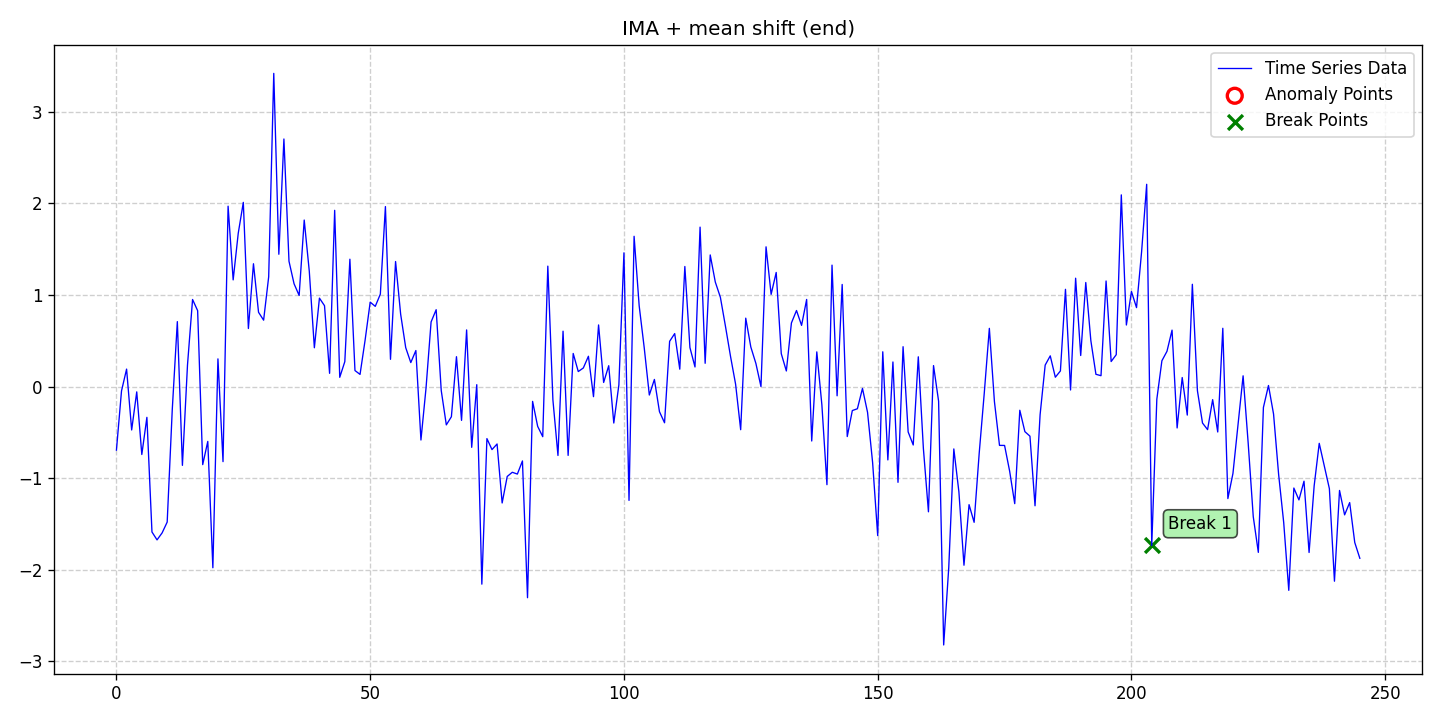 IMA + mean shift (end)
Time Series Data
Anomaly Points
Break Points
3
2
1
0
−1
−2
−3
Break 1
0
50
100
150
200
250